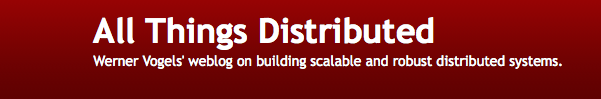 All Things Distributed
Werner Vogels' weblog on building scalable and robust distributed systems.